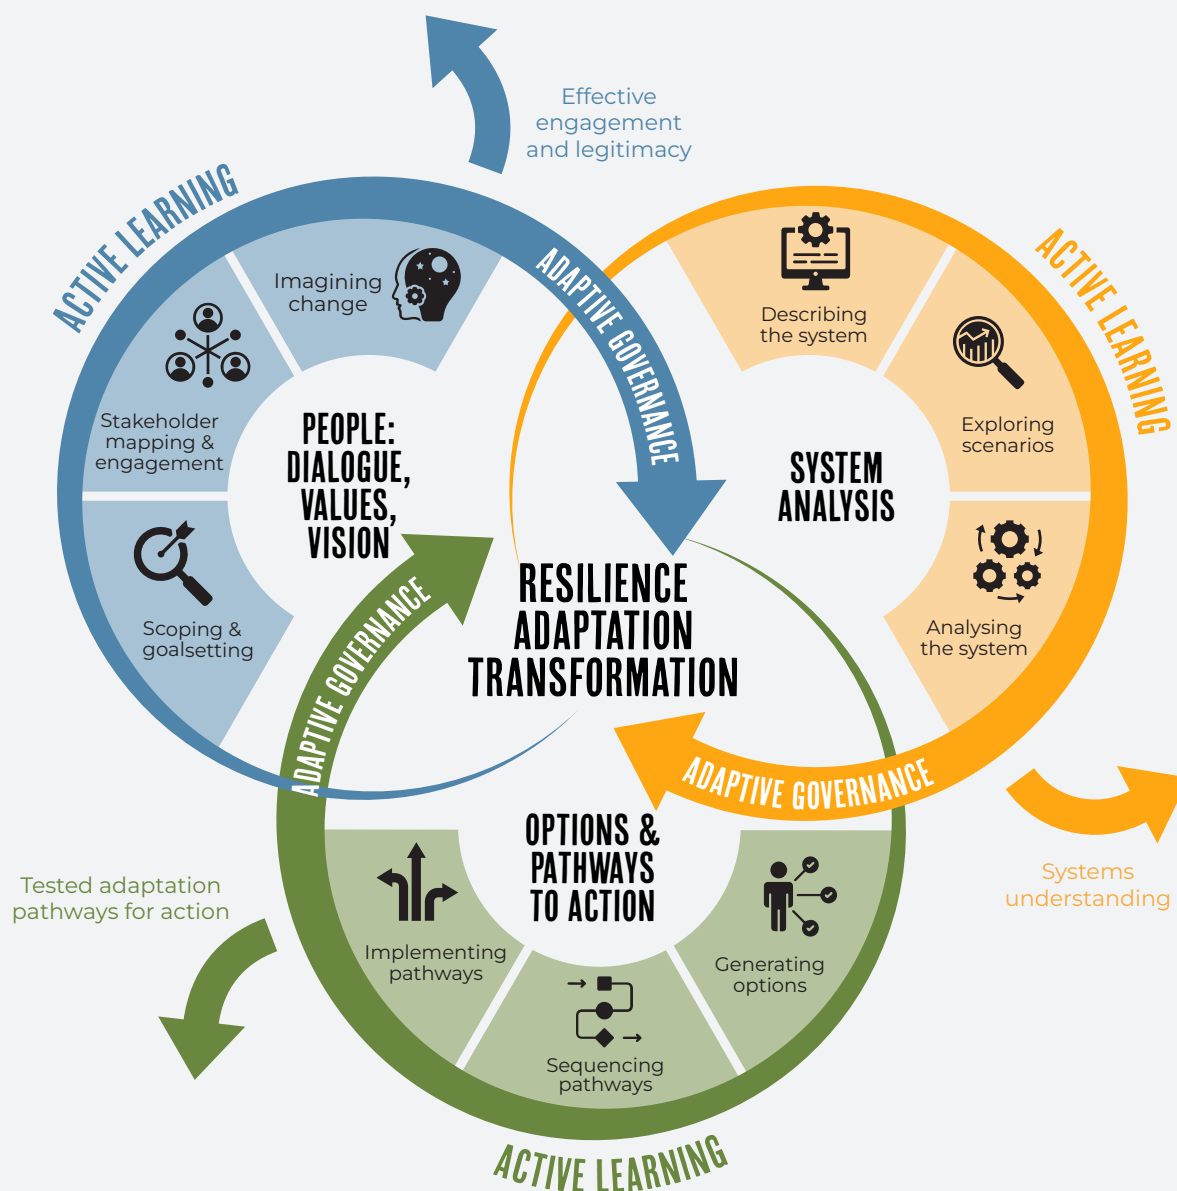 Effective
engagement
and legitimacy
ACTIVE LEARNING
ADAPTIVE GOVERNANCE
Imagining
change
Stakeholder
mapping &
engagement
Scoping &
goalsetting
PEOPLE:
DIALOGUE,
VALUES,
VISION
ACTIVE LEARNING
Describing
the system
Exploring
scenarios
Analysing
the system
SYSTEM
ANALYSIS
RESILIENCE
ADAPTATION
TRANSFORMATION
ADAPTIVE GOVERNANCE
ADAPTIVE GOVERNANCE
Systems
understanding
OPTIONS &
PATHWAYS
TO ACTION
Generating
options
Sequencing
pathways
Implementing
pathways
Tested adaptation
pathways for action
ACTIVE LEARNING